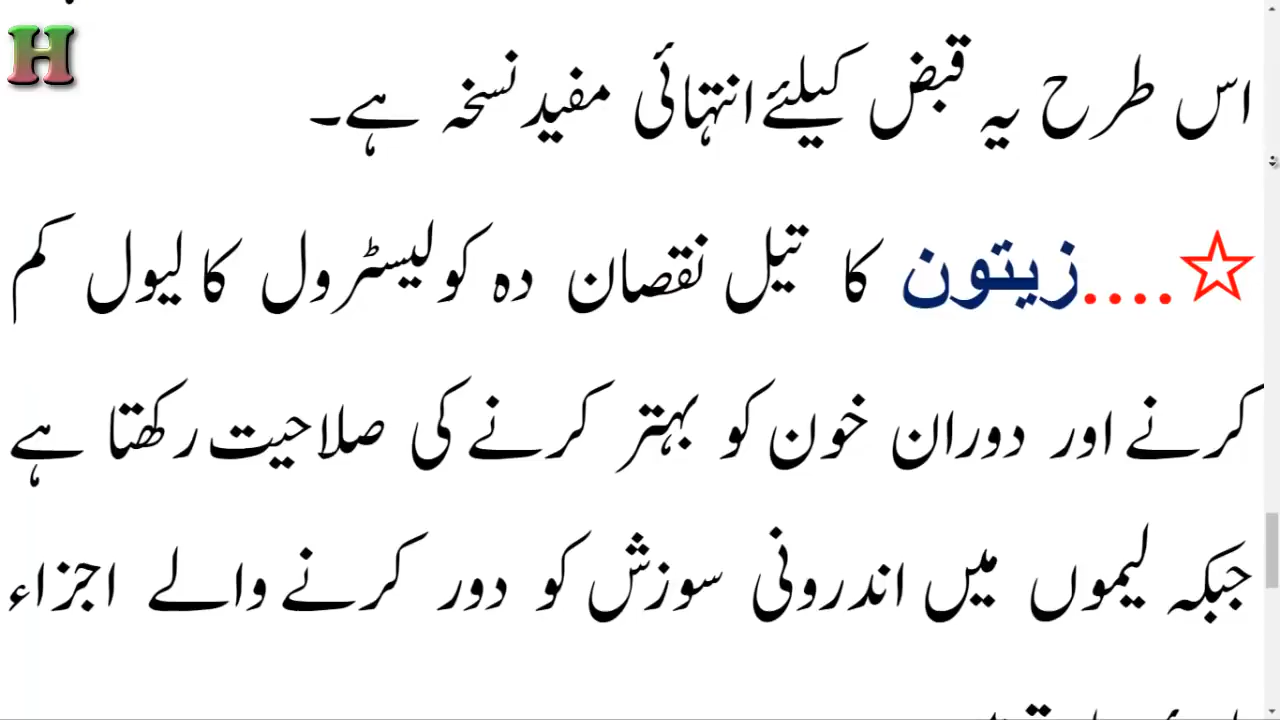 H
اس طرح یہ قبض کیلئے انتہائی مفید نسخہ ہے۔
☆....زیتون کا تیل نقصان دہ کولیسٹرول کا لیول کم
کرنے اور دوران خون کو بہتر کرنے کی صلاحیت رکھتا ہے
جبکہ لیموں میں اندرونی سوزش کو دور کرنے والے اجزاء